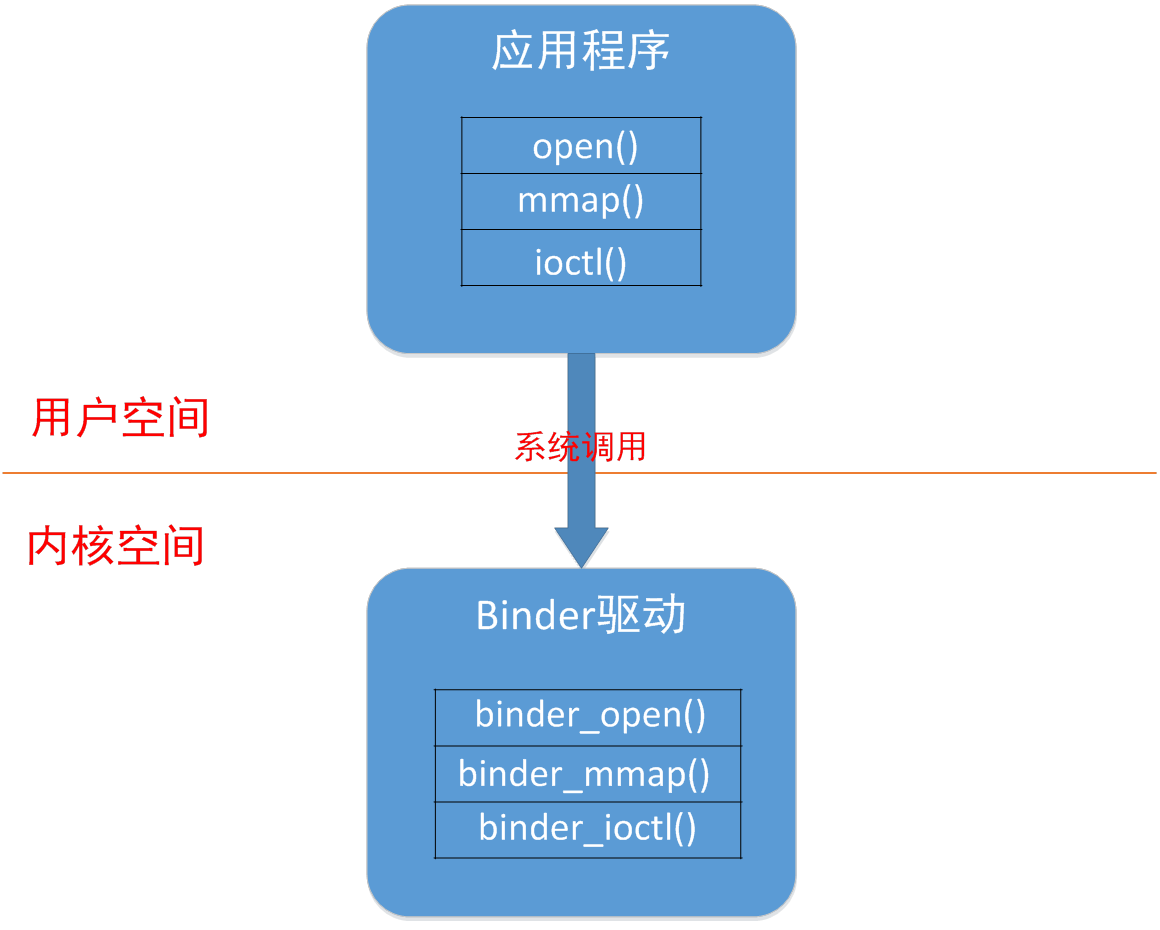 应用程序
open()
mmap()
ioctl()
用户空间
系统调用
内核空间
Binder驱动
binder_open()
binder_mmap()
binder_ioctl()